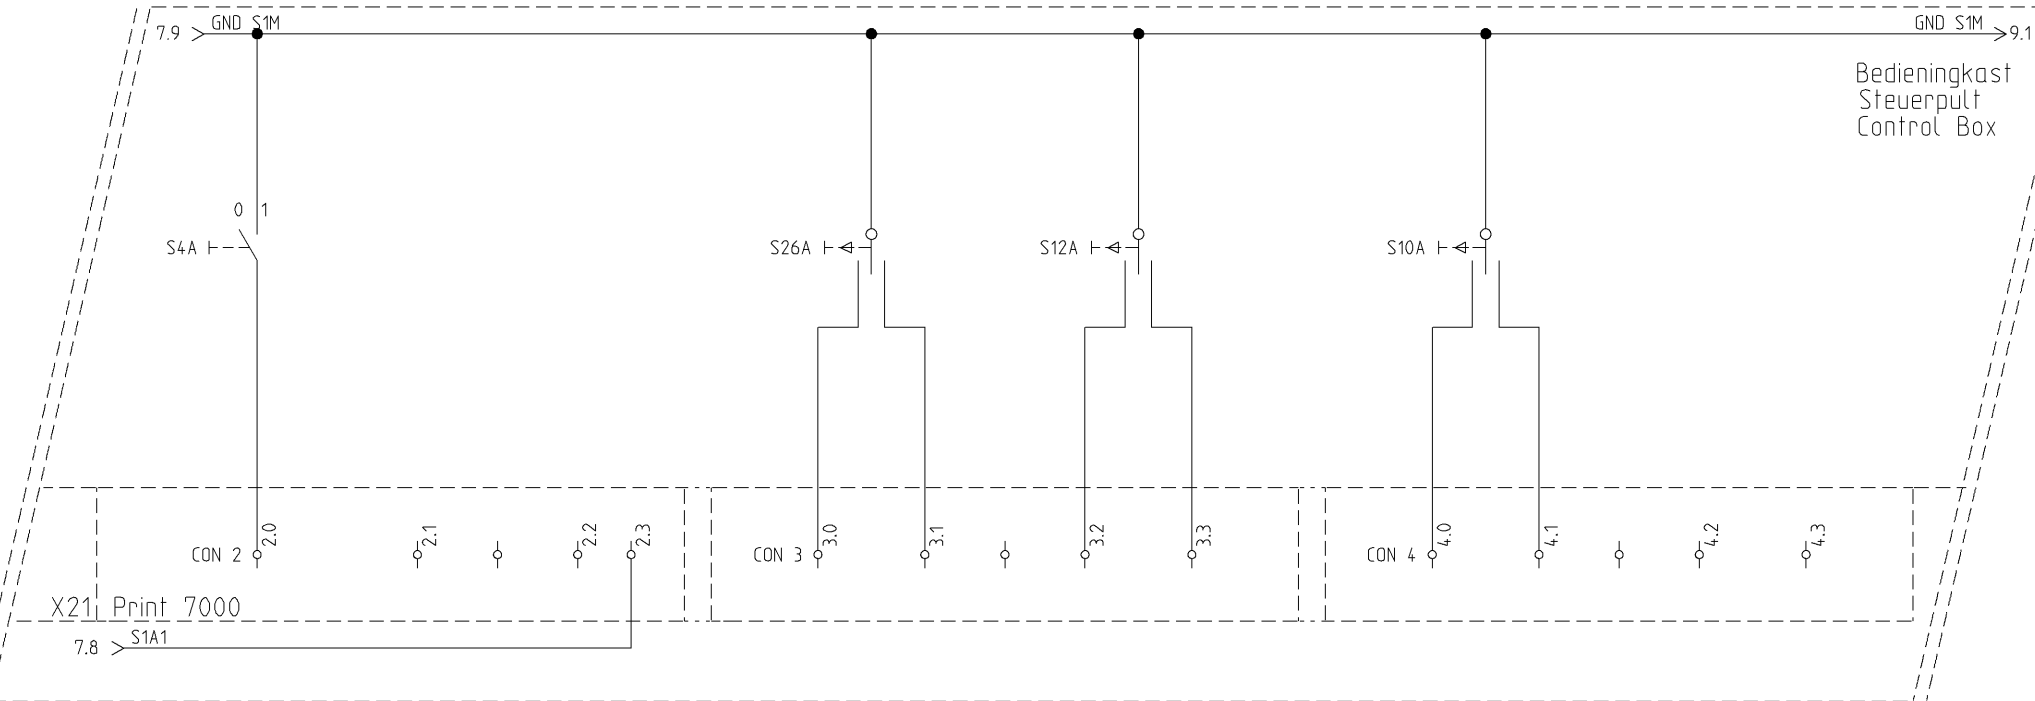 7.9 GND S1M GND S1M 9.1
Bedieningkast
Steuerpult
Control Box
0 1
S4A S26A S12A S10A
CON 2 2.0 2.1 2.2 2.3 CON 3 3.0 3.1 3.2 3.3 CON 4 4.0 4.1 4.2 4.3
X21 Print 7000
7.8 S1A1